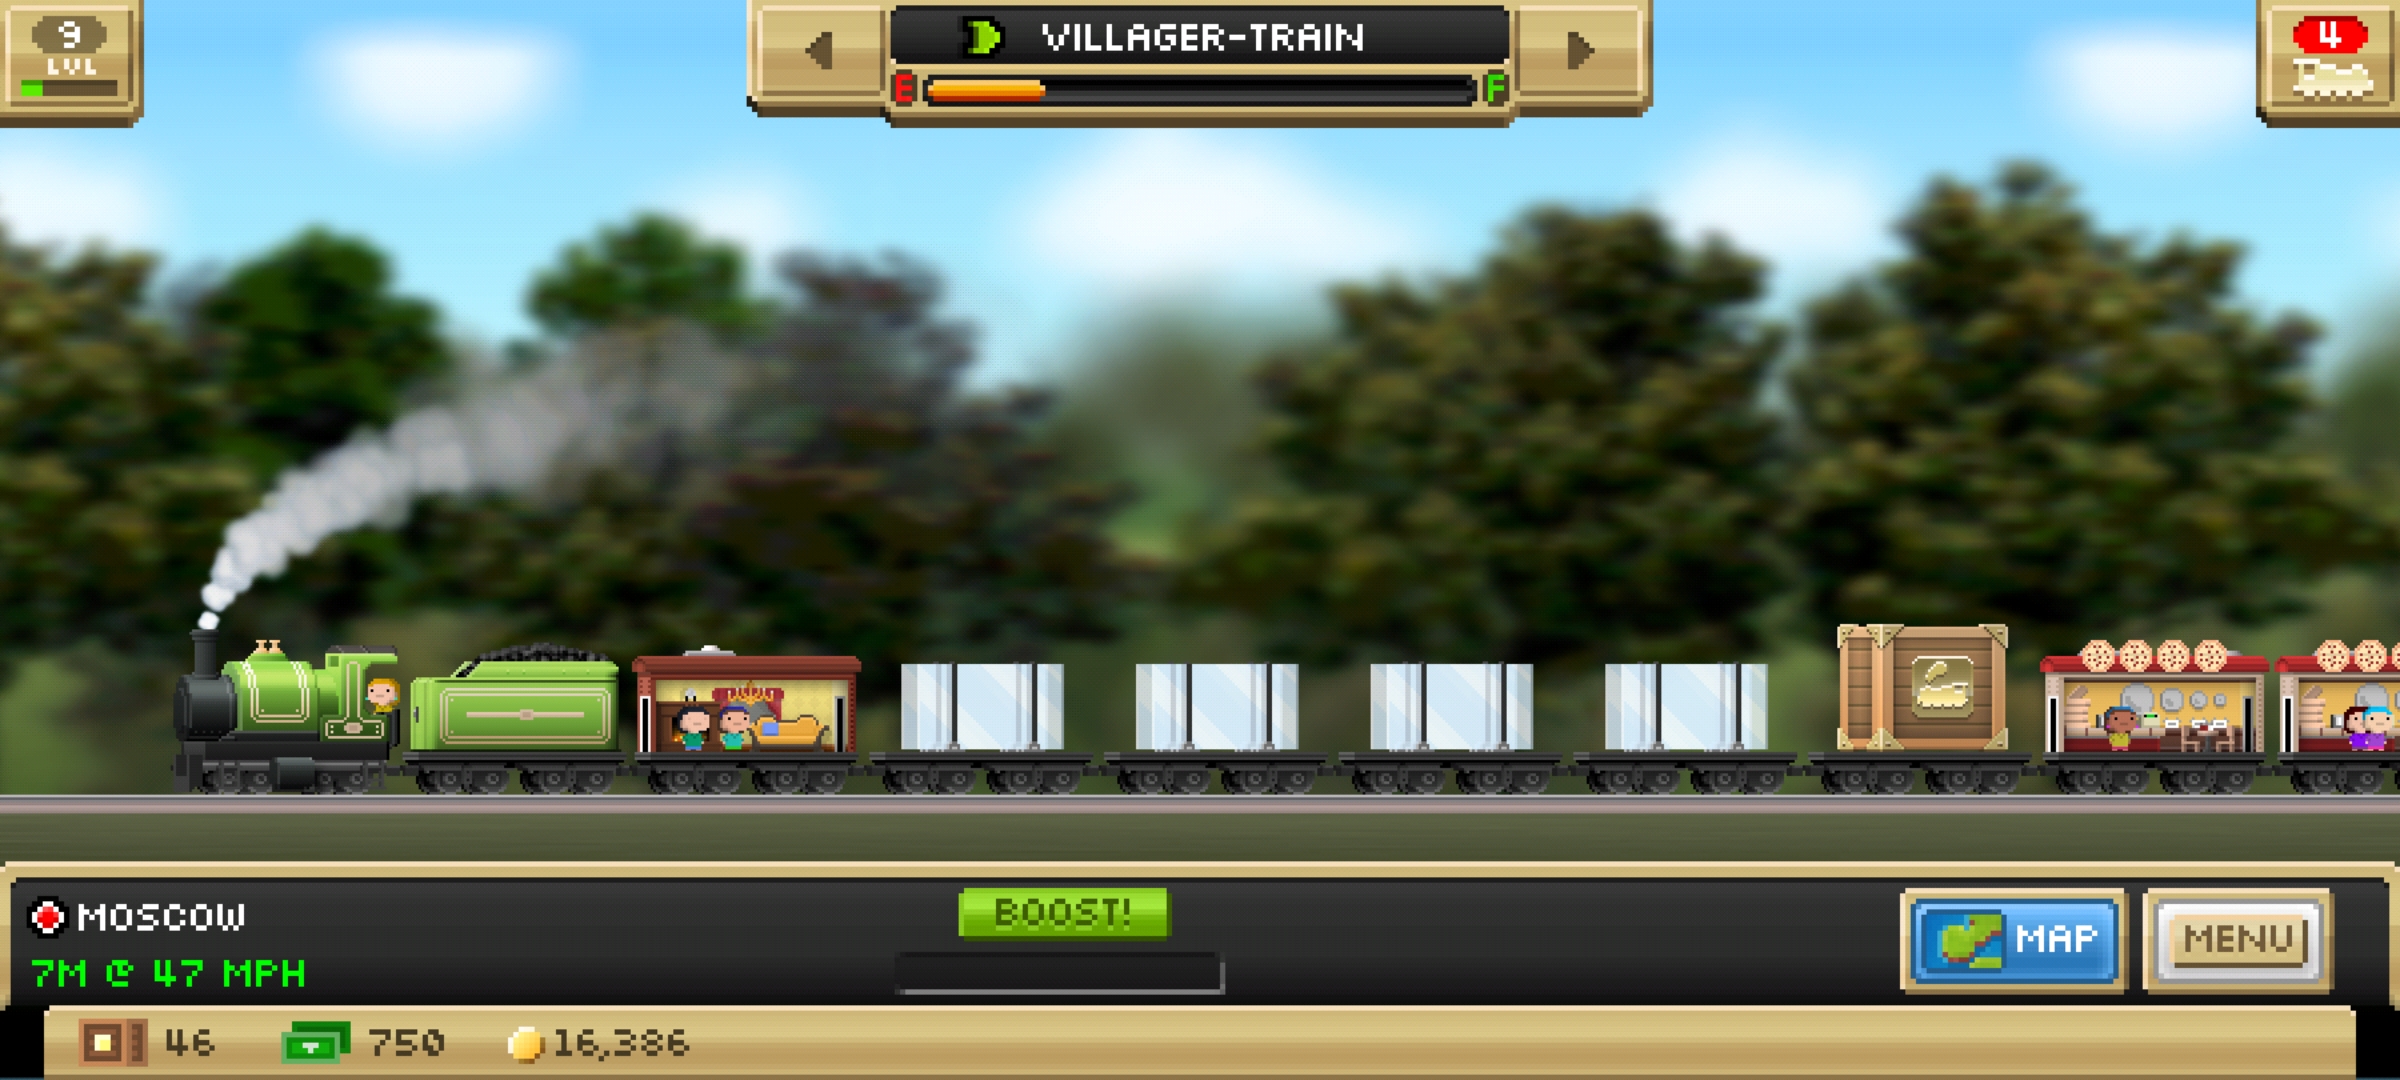 9
LVL
VILLAGER-TRAIN
E F
4
MOSCOW
7M @ 47 MPH
BOOST!
MAP
MENU
46
750
16,386